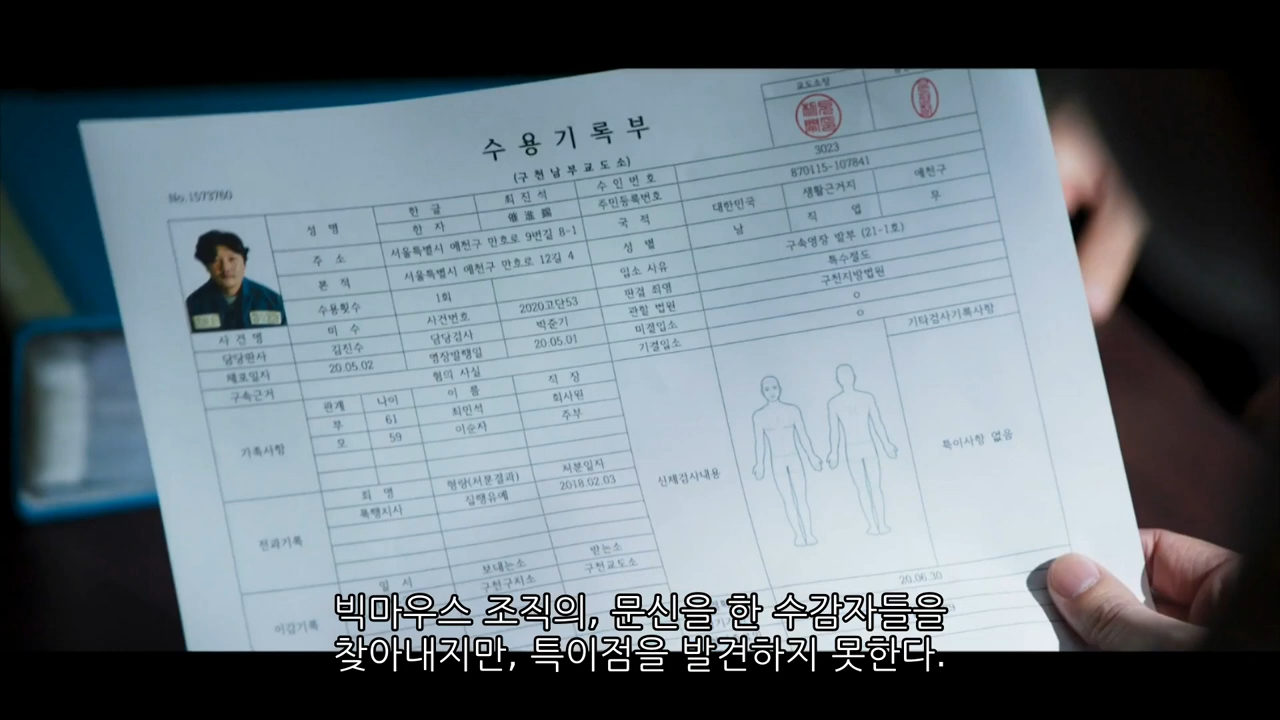 교도소장
수 용 기 록 부
(구 천 남 부 교 도 소)
No.1573760
성 명
한 글
최 진 석
수 인 번 호
3023
한 자
주민등록번호
870115-107841
주 소
서울특별시 예천구 만호로 9번길 8-1
국 적
대한민국
생활근거지
예천구
본 적
서울특별시 예천구 만호로 12길 4
성 별
남
직 업
무
수용횟수
1회
입소 사유
구속영장 발부 (21-1호)
사 건 명
미 수
사건번호
2020고단53
판결 죄명
특수절도
담당판사
김진수
담당검사
박준기
관할 법원
구천지방법원
체포일자
20.05.02
영장발행일
20.05.01
미결입소
ㅇ
구속근거
혐의 사실
기결입소
ㅇ
가족사항
관계
나이
이 름
직 장
부
61
최민석
회사원
모
59
이순자
주부
신체검사내용
기타검사기록사항
특이사항 없음
전과기록
죄 명
형량(처분결과)
처분일자
폭행치사
집행유예
2018.02.03
이감기록
일 시
보내는소
받는소
구천구치소
구천교도소
20.06.30
빅마우스 조직의, 문신을 한 수감자들을
찾아내지만, 특이점을 발견하지 못한다.